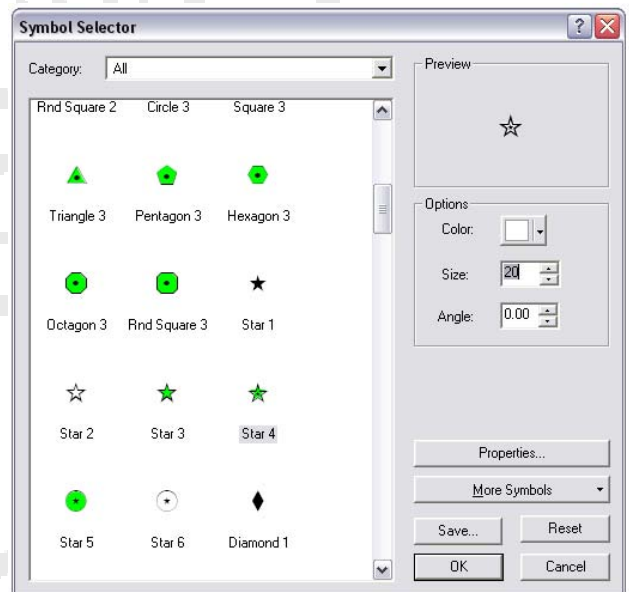 Symbol Selector
Category: All
Rnd Square 2 Circle 3 Square 3
Triangle 3 Pentagon 3 Hexagon 3
Octagon 3 Rnd Square 3 Star 1
Star 2 Star 3 Star 4
Star 5 Star 6 Diamond 1
Preview
Options
Color:
Size: 20
Angle: 0.00
Properties...
More Symbols
Save... Reset
OK Cancel